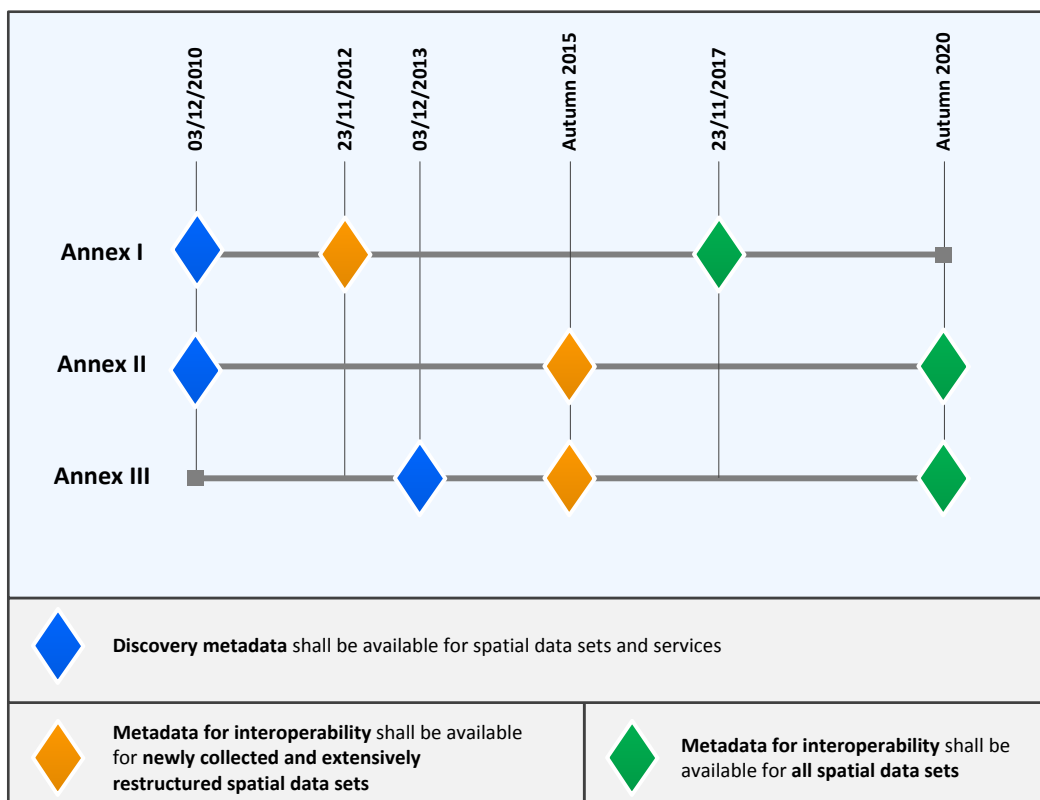 03/12/2010
23/11/2012
03/12/2013
Autumn 2015
23/11/2017
Autumn 2020
Annex I
Annex II
Annex III
Discovery metadata shall be available for spatial data sets and services
Metadata for interoperability shall be available
for newly collected and extensively
restructured spatial data sets
Metadata for interoperability shall be
available for all spatial data sets